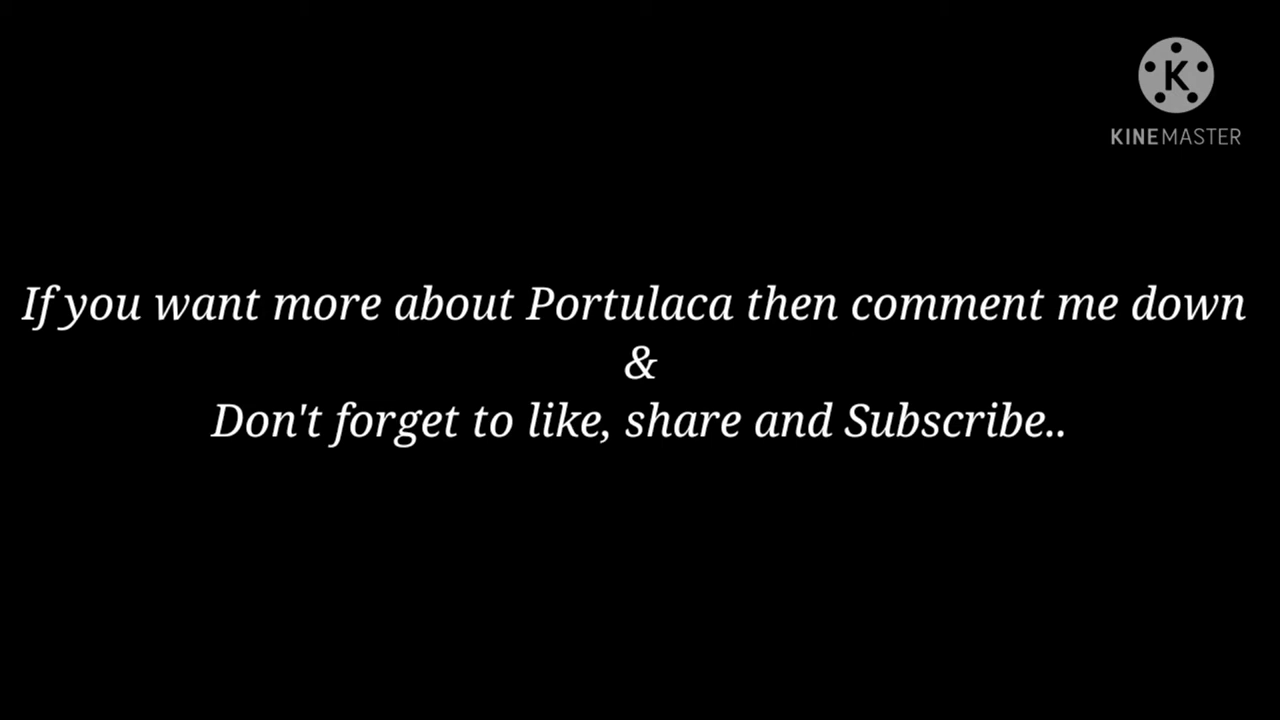 K
KINEMASTER
If you want more about Portulaca then comment me down
&
Don't forget to like, share and Subscribe..